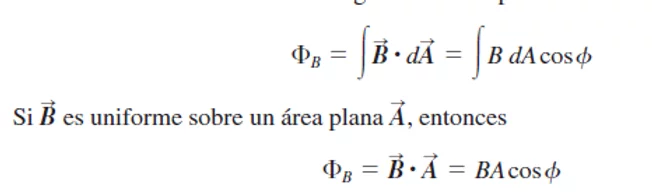 Φ_B = ∫ B⃗ • dA⃗ = ∫ B dA cos ϕ
Si B⃗ es uniforme sobre un área plana A⃗, entonces
Φ_B = B⃗ • A⃗ = BA cos ϕ